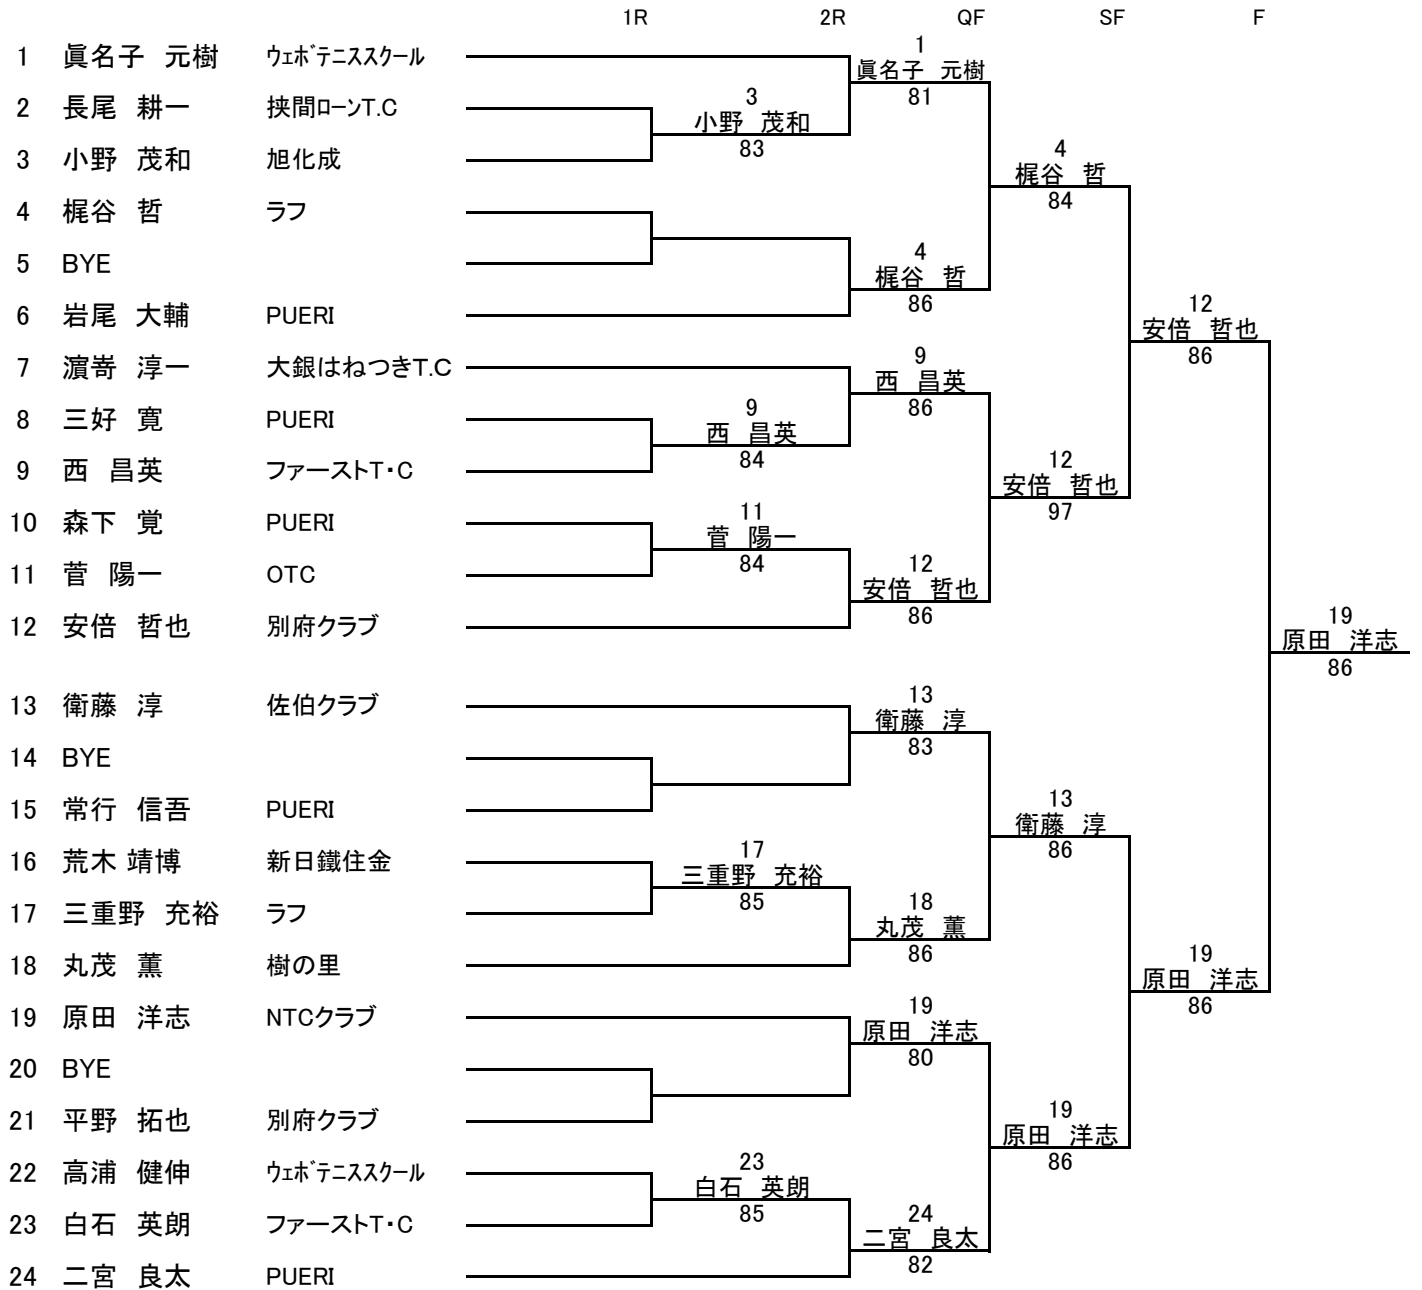 1R 2R QF SF F
1 眞名子 元樹 ｳｪﾎﾞﾃﾆｽｽｸｰﾙ
2 長尾 耕一 挟間ローンT.C
3 小野 茂和 旭化成
4 梶谷 哲 ラフ
5 BYE
6 岩尾 大輔 PUERI
7 濵嵜 淳一 大銀はねつきT.C
8 三好 寛 PUERI
9 西 昌英 ファーストT・C
10 森下 覚 PUERI
11 菅 陽一 OTC
12 安倍 哲也 別府クラブ
13 衛藤 淳 佐伯クラブ
14 BYE
15 常行 信吾 PUERI
16 荒木 靖博 新日鐵住金
17 三重野 充裕 ラフ
18 丸茂 薫 樹の里
19 原田 洋志 NTCクラブ
20 BYE
21 平野 拓也 別府クラブ
22 高浦 健伸 ｳｪﾎﾞﾃﾆｽｽｸｰﾙ
23 白石 英朗 ファーストT・C
24 二宮 良太 PUERI
3
小野 茂和
83
9
西 昌英
84
11
菅 陽一
84
17
三重野 充裕
85
23
白石 英朗
85
1
眞名子 元樹
81
4
梶谷 哲
86
9
西 昌英
86
12
安倍 哲也
86
13
衛藤 淳
83
18
丸茂 薫
86
19
原田 洋志
80
24
二宮 良太
82
4
梶谷 哲
84
12
安倍 哲也
97
13
衛藤 淳
86
19
原田 洋志
86
12
安倍 哲也
86
19
原田 洋志
86
19
原田 洋志
86